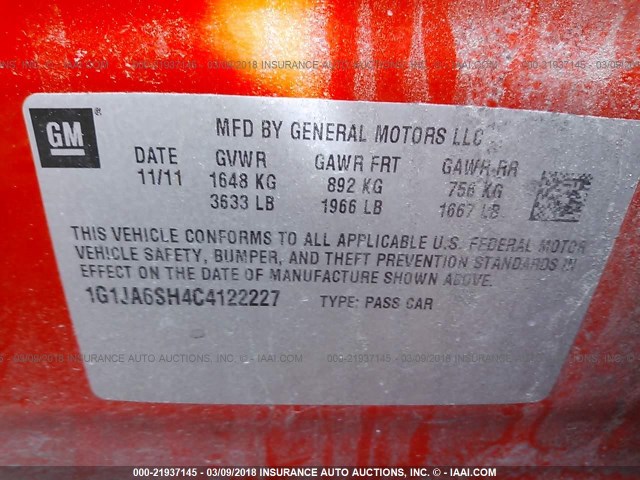 GM ®
MFD BY GENERAL MOTORS LLC
DATE GVWR GAWR FRT GAWR RR
11/11 1648 KG 892 KG 756 KG
3633 LB 1966 LB 1667 LB
THIS VEHICLE CONFORMS TO ALL APPLICABLE U.S. FEDERAL MOTOR
VEHICLE SAFETY, BUMPER, AND THEFT PREVENTION STANDARDS IN
EFFECT ON THE DATE OF MANUFACTURE SHOWN ABOVE.
1G1JA6SH4C4122227 TYPE: PASS CAR
000-21937145 - 03/09/2018 INSURANCE AUTO AUCTIONS, INC. © - IAAI.COM